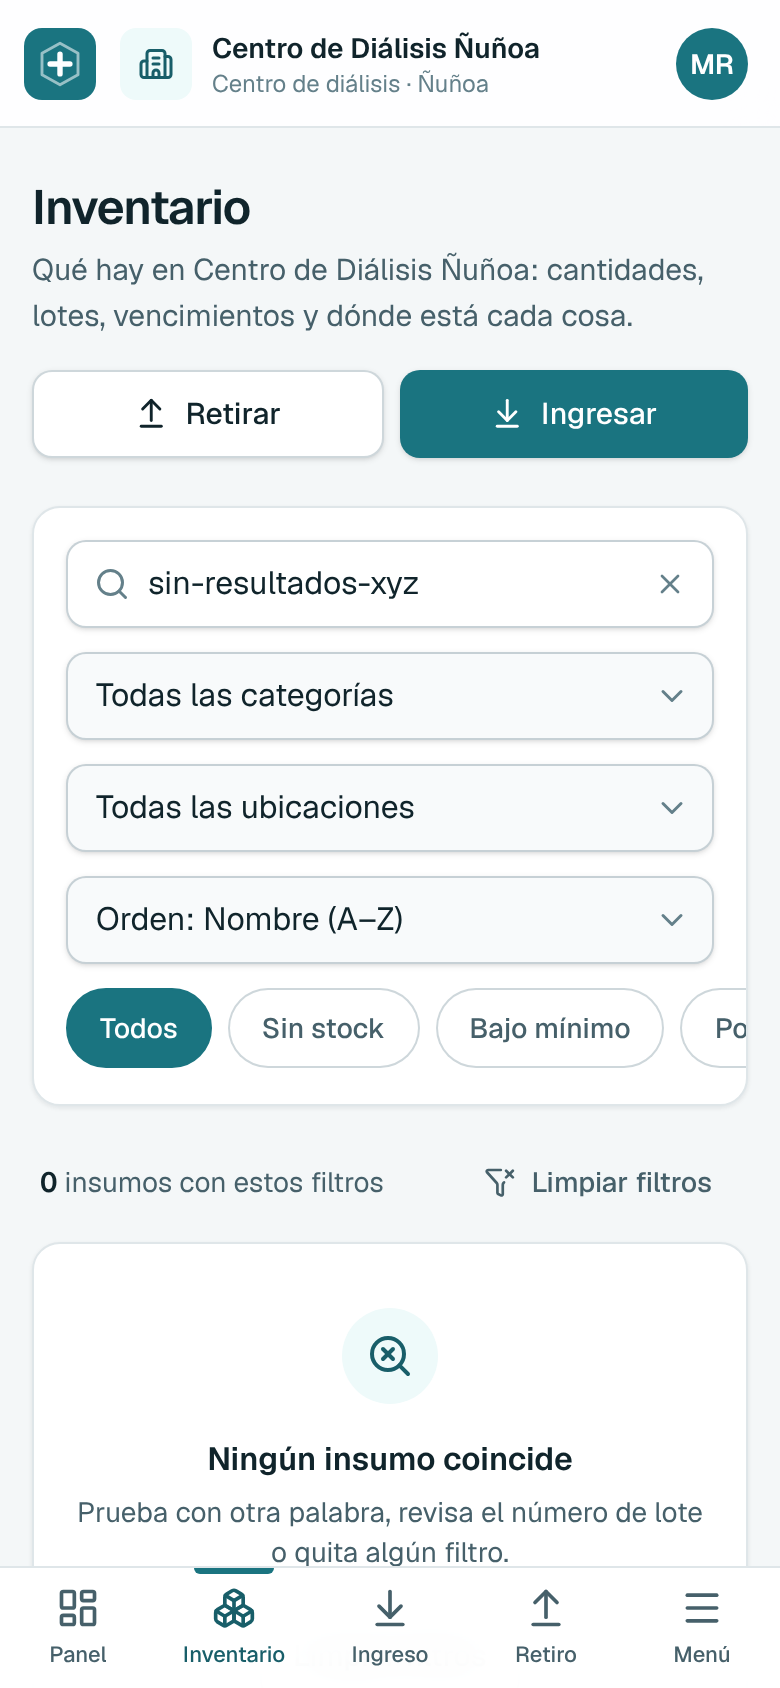 Centro de Diálisis Ñuñoa
Centro de diálisis · Ñuñoa
MR
Inventario
Qué hay en Centro de Diálisis Ñuñoa: cantidades,
lotes, vencimientos y dónde está cada cosa.
Retirar
Ingresar
sin-resultados-xyz
Todas las categorías
Todas las ubicaciones
Orden: Nombre (A–Z)
Todos
Sin stock
Bajo mínimo
Po
0 insumos con estos filtros
Limpiar filtros
Ningún insumo coincide
Prueba con otra palabra, revisa el número de lote
o quita algún filtro.
Panel
Inventario
Ingreso
Retiro
Menú